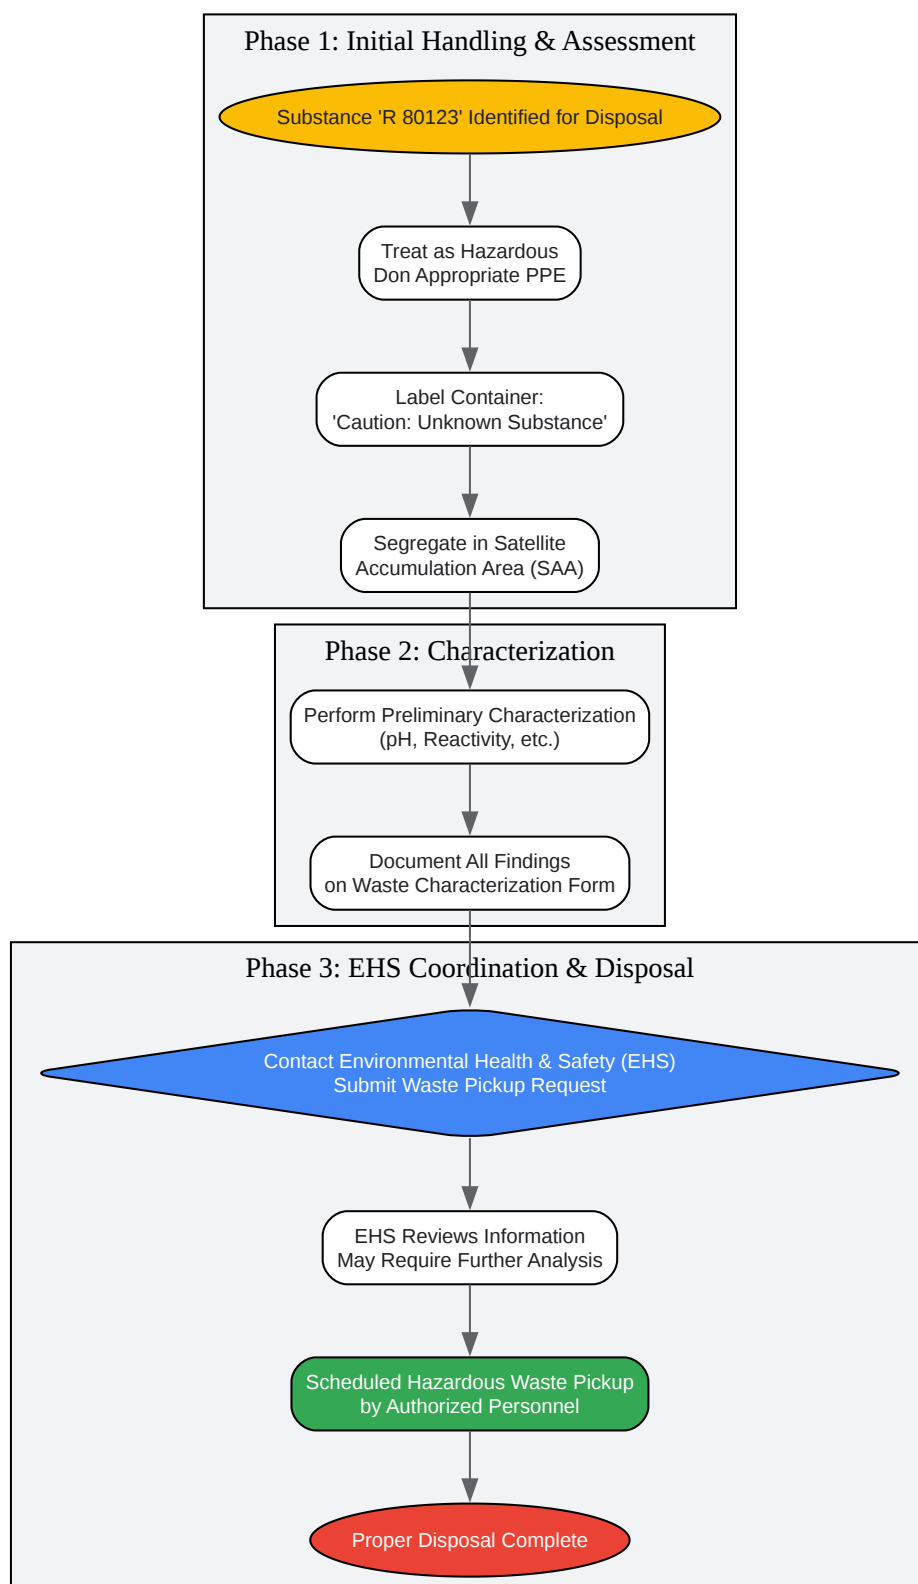 Phase 1: Initial Handling & Assessment
Substance 'R 80123' Identified for Disposal
Treat as Hazardous
Don Appropriate PPE
Label Container:
'Caution: Unknown Substance'
Segregate in Satellite
Accumulation Area (SAA)
Phase 2: Characterization
Perform Preliminary Characterization
(pH, Reactivity, etc.)
Document All Findings
on Waste Characterization Form
Phase 3: EHS Coordination & Disposal
Contact Environmental Health & Safety (EHS)
Submit Waste Pickup Request
EHS Reviews Information
May Require Further Analysis
Scheduled Hazardous Waste Pickup
by Authorized Personnel
Proper Disposal Complete